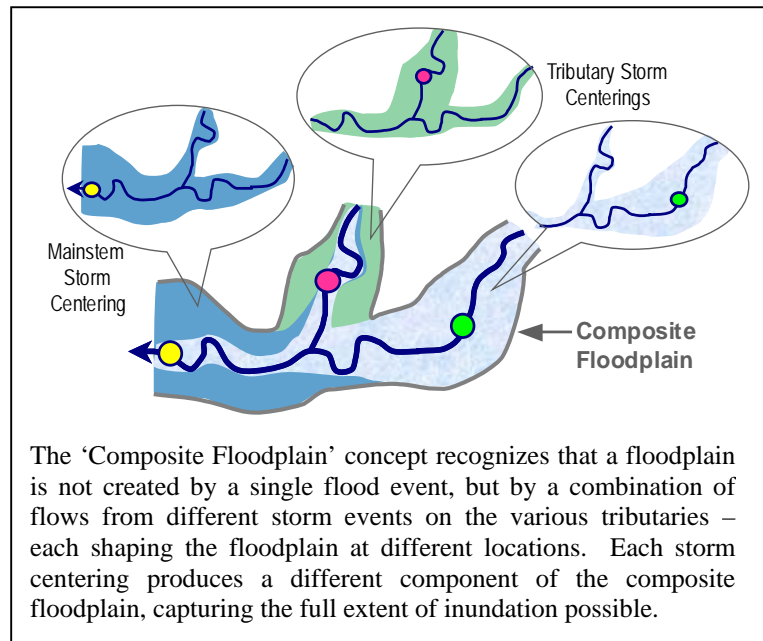 Tributary Storm
Centerings
Mainstem
Storm
Centering
Composite
Floodplain
The ‘Composite Floodplain’ concept recognizes that a floodplain
is not created by a single flood event, but by a combination of
flows from different storm events on the various tributaries –
each shaping the floodplain at different locations.  Each storm
centering produces a different component of the composite
floodplain, capturing the full extent of inundation possible.